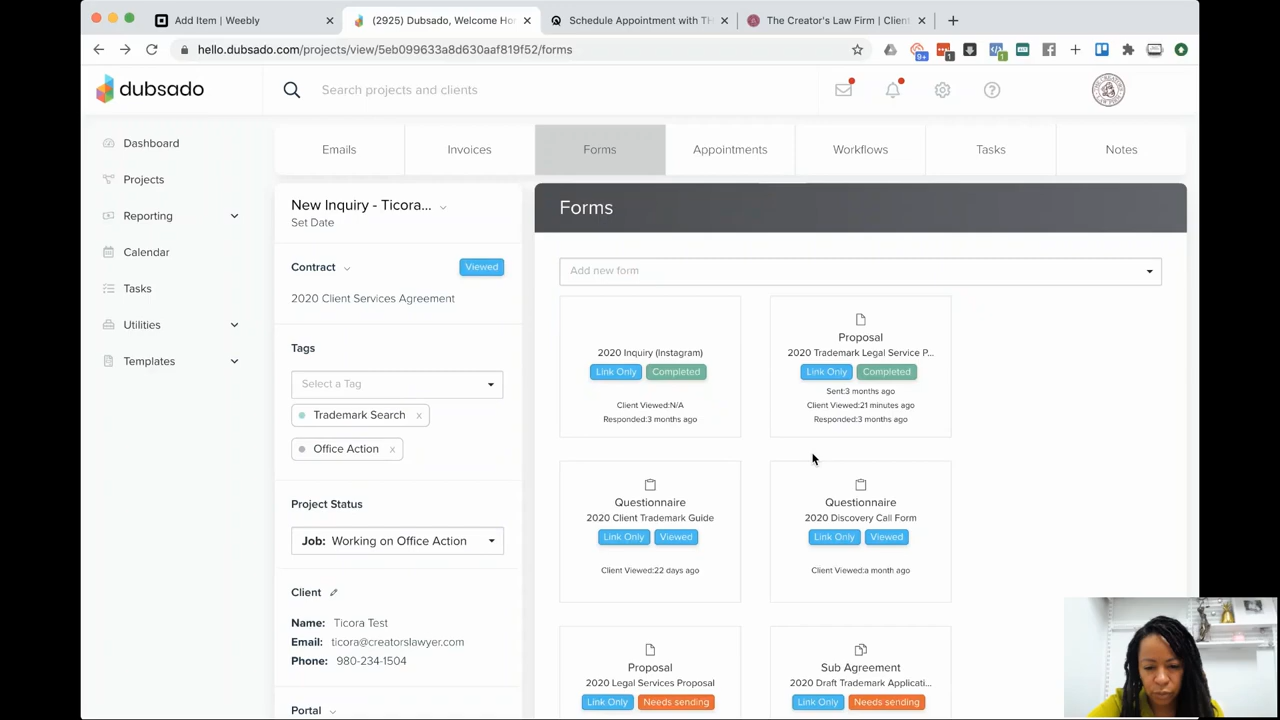 Add Item | Weebly
(2925) Dubsado, Welcome Ho
Schedule Appointment with TH
The Creator's Law Firm | Client
hello.dubsado.com/projects/view/5eb099633a8d630aaf819f52/forms
9+
1
1
dubsado
Search projects and clients
Dashboard
Projects
Reporting
Calendar
Tasks
Utilities
Templates
Emails
Invoices
Forms
Appointments
Workflows
Tasks
Notes
New Inquiry - Ticora...
Set Date
Contract
Viewed
2020 Client Services Agreement
Tags
Select a Tag
Trademark Search x
Office Action x
Project Status
Job: Working on Office Action
Client
Name: Ticora Test
Email: ticora@creatorslawyer.com
Phone: 980-234-1504
Portal
Forms
Add new form
2020 Inquiry (Instagram)
Link Only Completed
Client Viewed:N/A
Responded:3 months ago
Proposal
2020 Trademark Legal Service P...
Link Only Completed
Sent:3 months ago
Client Viewed:21 minutes ago
Responded:3 months ago
Questionnaire
2020 Client Trademark Guide
Link Only Viewed
Client Viewed:22 days ago
Questionnaire
2020 Discovery Call Form
Link Only Viewed
Client Viewed:a month ago
Proposal
2020 Legal Services Proposal
Link Only Needs sending
Sub Agreement
2020 Draft Trademark Applicati...
Link Only Needs sending